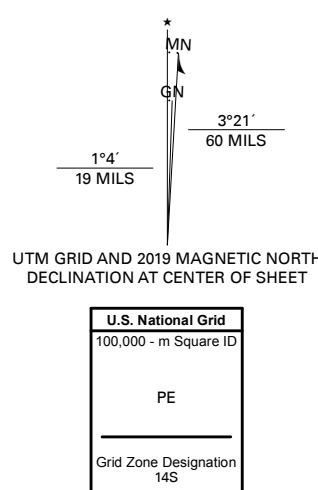 MN
GN
3°21´
60 MILS
1°4´
19 MILS
UTM GRID AND 2019 MAGNETIC NORTH
DECLINATION AT CENTER OF SHEET
U.S. National Grid
100,000 - m Square ID
PE
Grid Zone Designation
14S